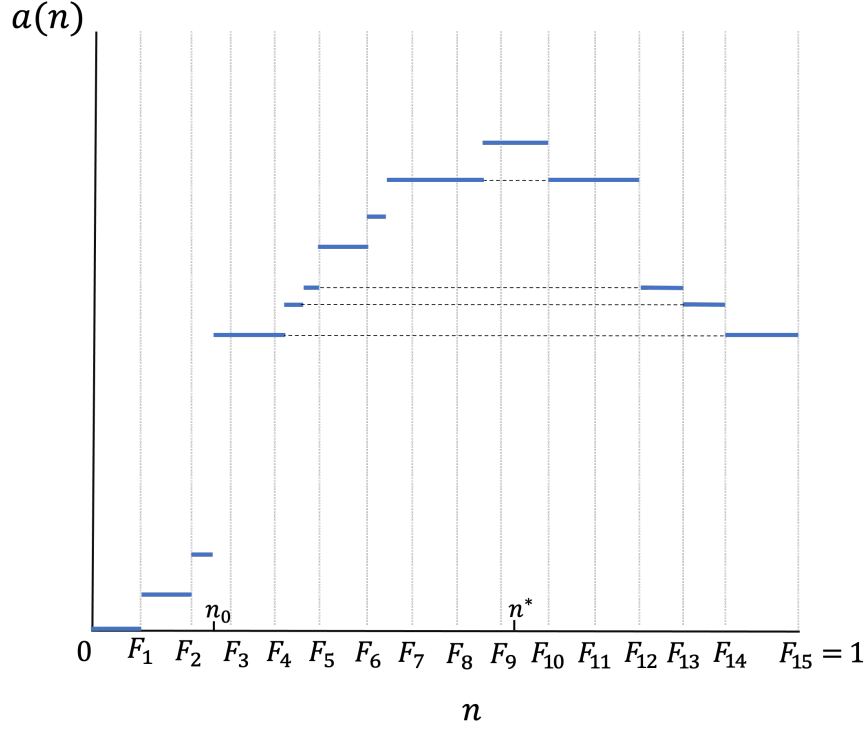 a(n)
n₀ n*
0 F₁ F₂ F₃ F₄ F₅ F₆ F₇ F₈ F₉ F₁₀ F₁₁ F₁₂ F₁₃ F₁₄ F₁₅ = 1
n